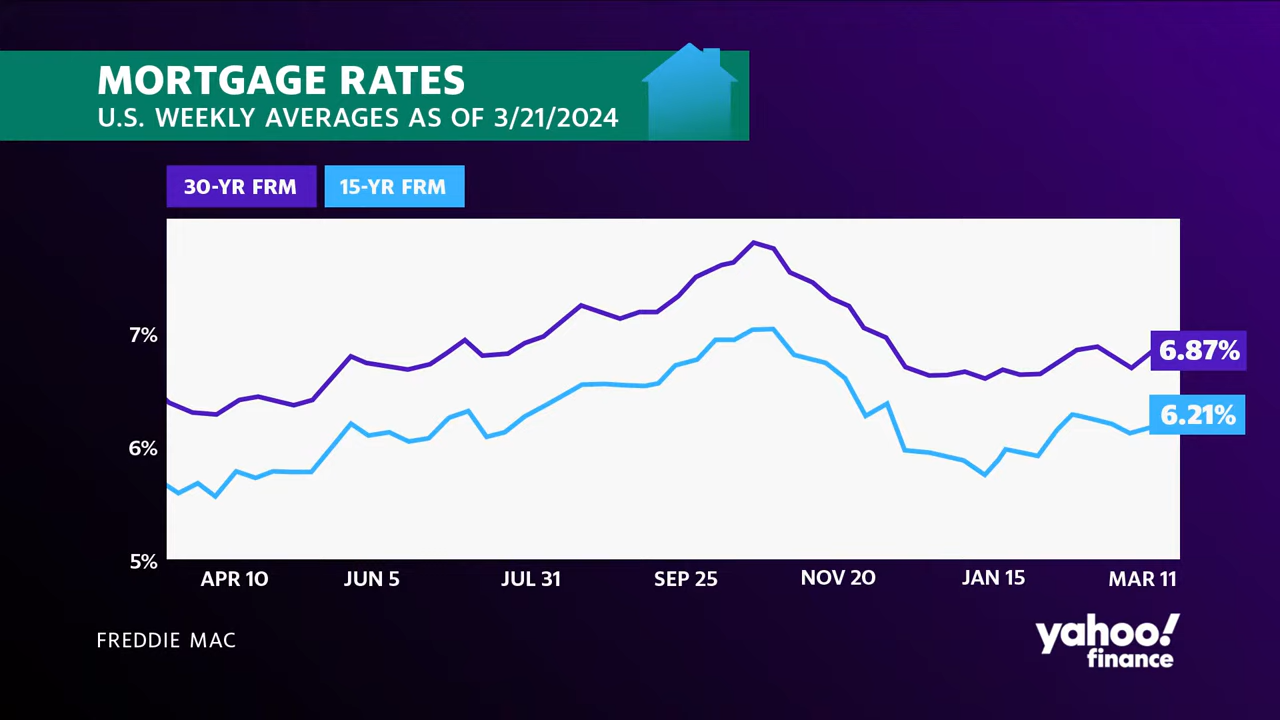 MORTGAGE RATES
U.S. WEEKLY AVERAGES AS OF 3/21/2024
30-YR FRM
15-YR FRM
7%
6%
5%
6.87%
6.21%
APR 10
JUN 5
JUL 31
SEP 25
NOV 20
JAN 15
MAR 11
FREDDIE MAC
yahoo!
finance